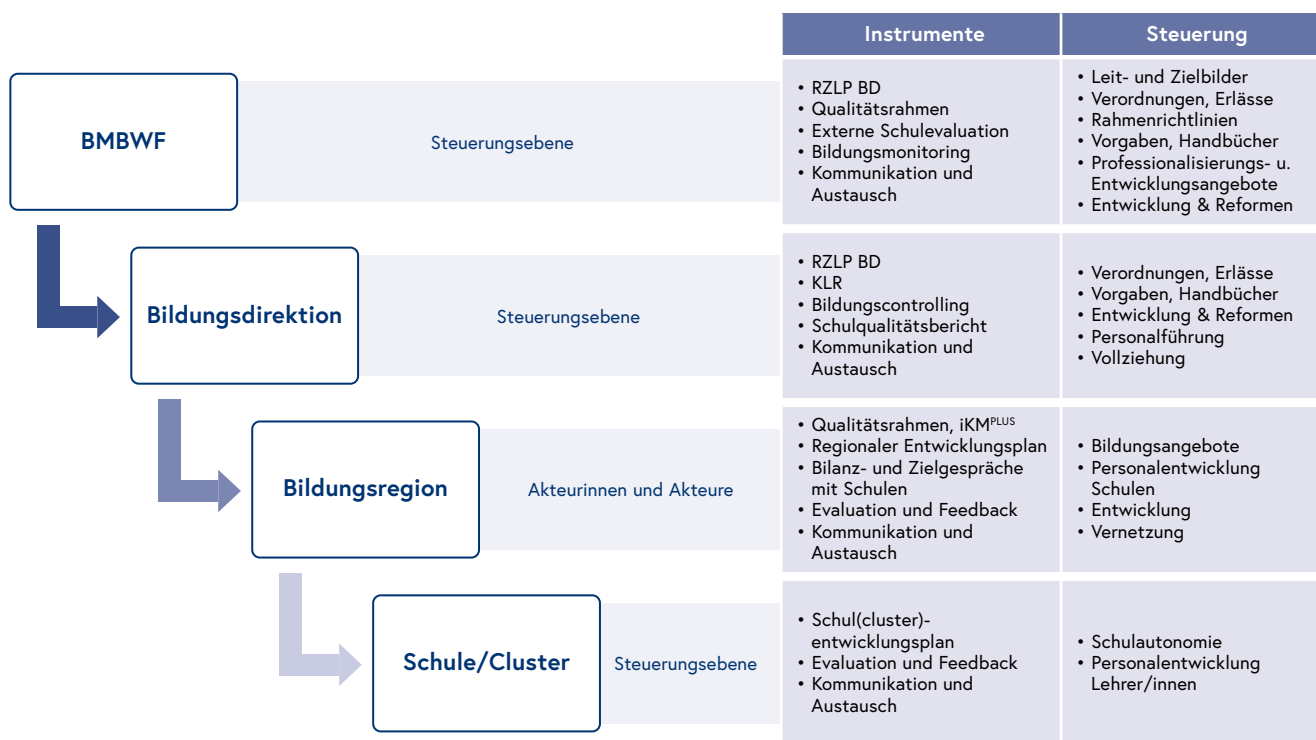 Instrumente
Steuerung
BMBWF
Steuerungsebene
• RZLP BD
• Qualitätsrahmen
• Externe Schulevaluation
• Bildungsmonitoring
• Kommunikation und
Austausch
• Leit- und Zielbilder
• Verordnungen, Erlässe
• Rahmenrichtlinien
• Vorgaben, Handbücher
• Professionalisierungs- u.
Entwicklungsangebote
• Entwicklung & Reformen
Bildungsdirektion
Steuerungsebene
• RZLP BD
• KLR
• Bildungscontrolling
• Schulqualitätsbericht
• Kommunikation und
Austausch
• Verordnungen, Erlässe
• Vorgaben, Handbücher
• Entwicklung & Reformen
• Personalführung
• Vollziehung
Bildungsregion
Akteurinnen und Akteure
• Qualitätsrahmen, iKMPLUS
• Regionaler Entwicklungsplan
• Bilanz- und Zielgespräche
mit Schulen
• Evaluation und Feedback
• Kommunikation und
Austausch
• Bildungsangebote
• Personalentwicklung
Schulen
• Entwicklung
• Vernetzung
Schule/Cluster
Steuerungsebene
• Schul(cluster)-
entwicklungsplan
• Evaluation und Feedback
• Kommunikation und
Austausch
• Schulautonomie
• Personalentwicklung
Lehrer/innen